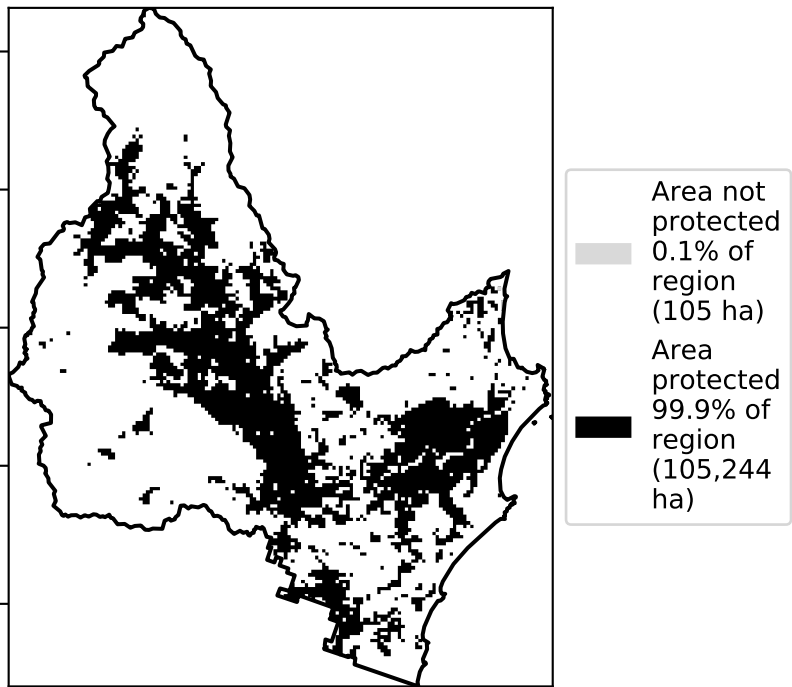 Area not
protected
0.1% of
region
(105 ha)
Area
protected
99.9% of
region
(105,244
ha)